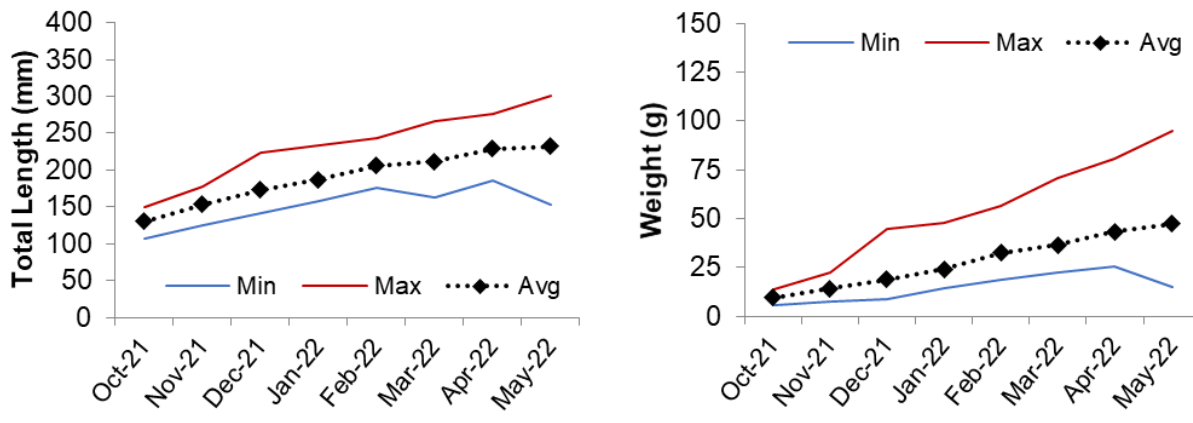 Total Length (mm)
400
350
300
250
200
150
100
50
0
Min Max Avg
Oct-21
Nov-21
Dec-21
Jan-22
Feb-22
Mar-22
Apr-22
May-22
Weight (g)
150
125
100
75
50
25
0
Min Max Avg
Oct-21
Nov-21
Dec-21
Jan-22
Feb-22
Mar-22
Apr-22
May-22